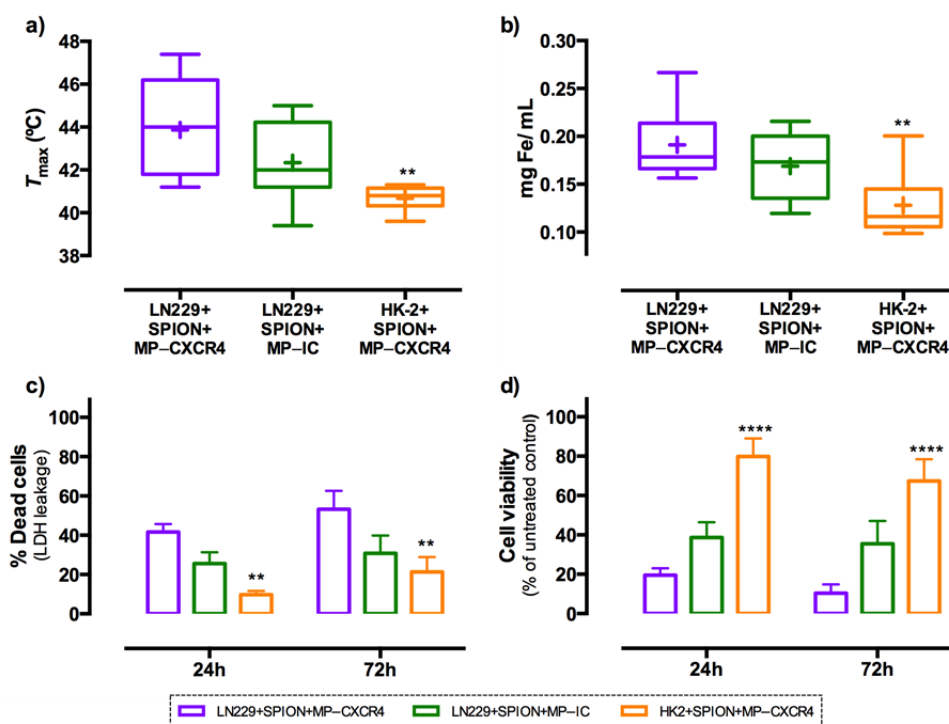 a)
T max (ºC)
48
46
44
42
40
38
**
LN229+
SPION+
MP–CXCR4
LN229+
SPION+
MP–IC
HK-2+
SPION+
MP–CXCR4
b)
mg Fe/ mL
0.30
0.25
0.20
0.15
0.10
**
LN229+
SPION+
MP–CXCR4
LN229+
SPION+
MP–IC
HK-2+
SPION+
MP–CXCR4
c)
% Dead cells
(LDH leakage)
100
80
60
40
20
0
**
**
24h
72h
d)
Cell viability
(% of untreated control)
100
80
60
40
20
0
****
****
24h
72h
LN229+SPION+MP–CXCR4 LN229+SPION+MP–IC HK2+SPION+MP–CXCR4